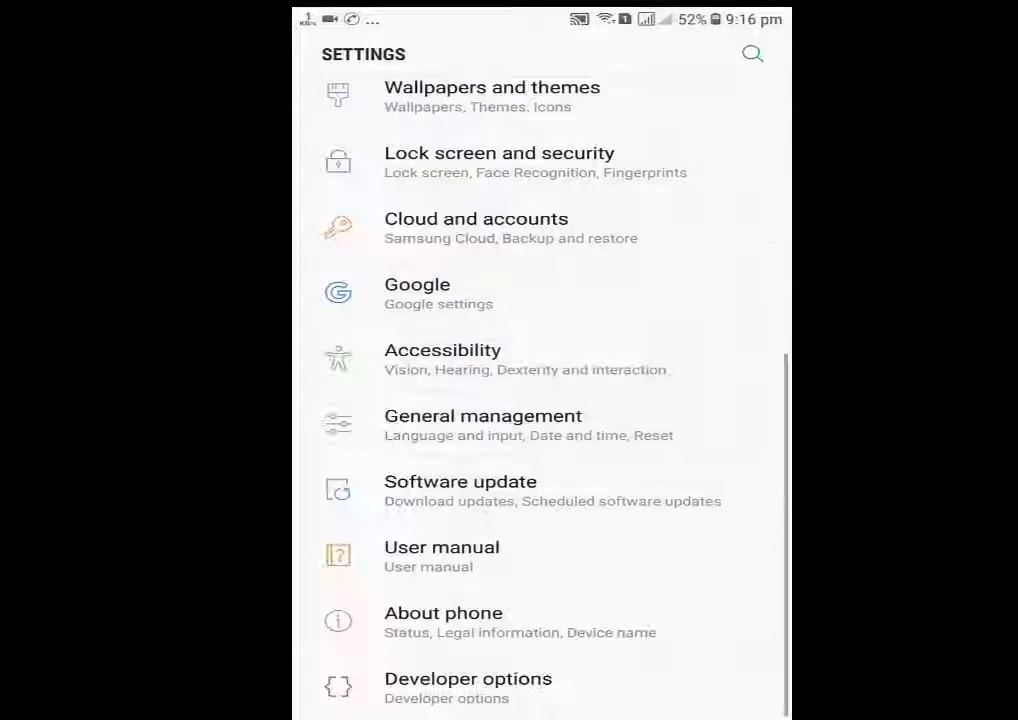 1
KB/s ... 1 52% 9:16 pm
SETTINGS
Wallpapers and themes
Wallpapers, Themes. Icons
Lock screen and security
Lock screen, Face Recognition, Fingerprints
Cloud and accounts
Samsung Cloud, Backup and restore
Google
Google settings
Accessibility
Vision, Hearing, Dexterity and interaction
General management
Language and input, Date and time, Reset
Software update
Download updates, Scheduled software updates
User manual
User manual
About phone
Status, Legal information, Device name
Developer options
Developer options